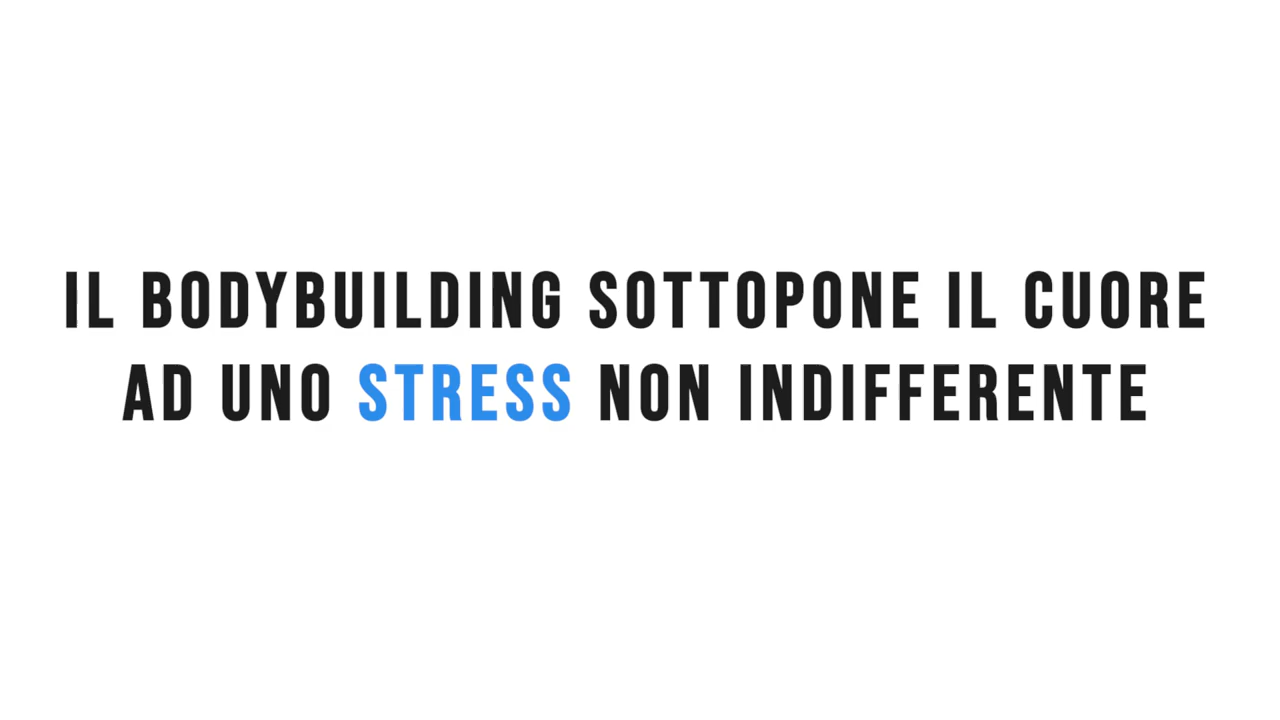 IL BODYBUILDING SOTTOPONE IL CUORE
AD UNO STRESS NON INDIFFERENTE